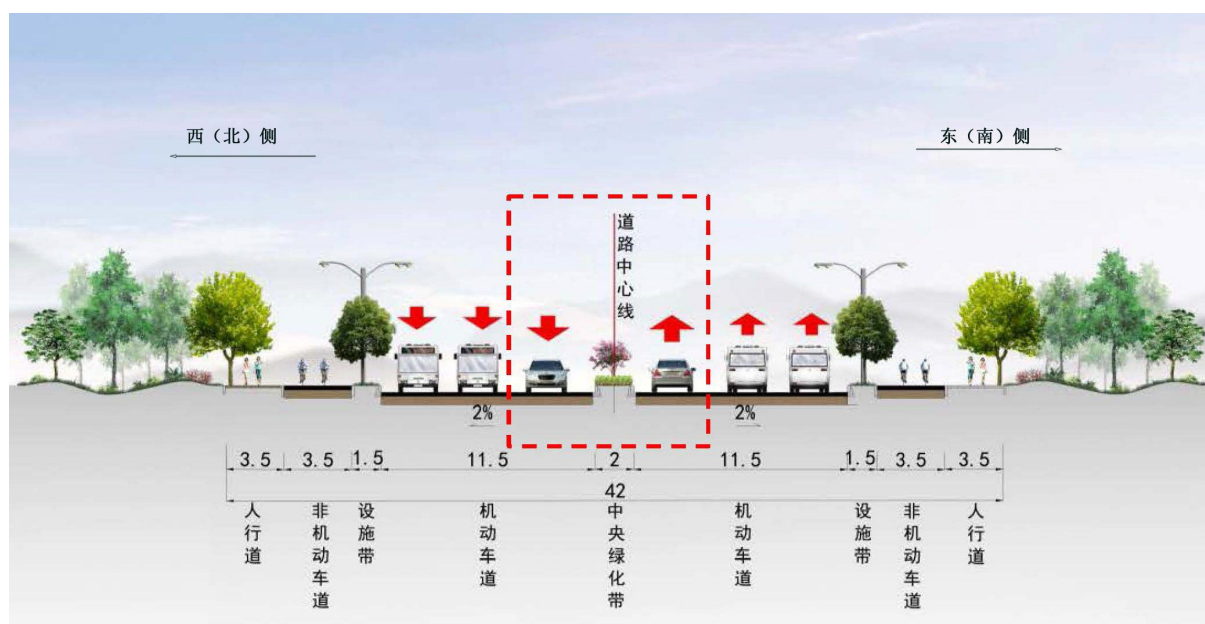 西（北）侧
东（南）侧
道路中心线
2%
2%
3.5
3.5
1.5
11.5
2
11.5
1.5
3.5
3.5
42
人行道
非机动车道
设施带
机动车道
中央绿化带
机动车道
设施带
非机动车道
人行道